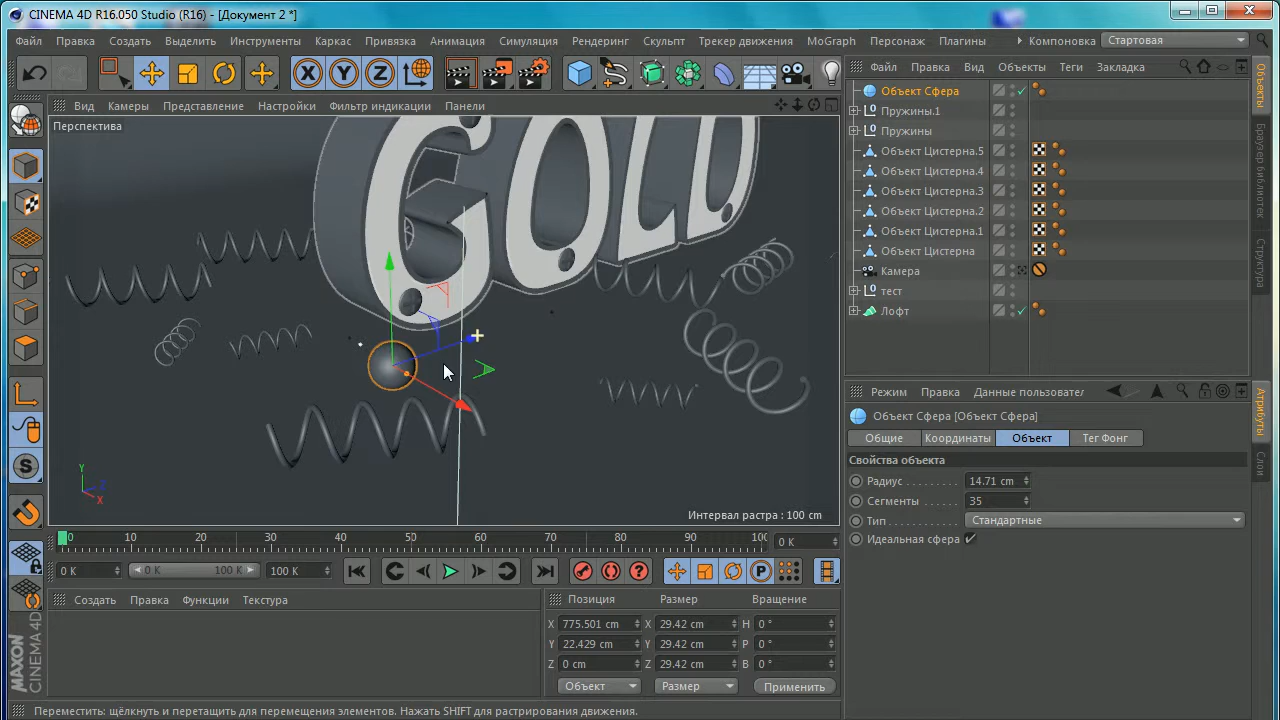 CINEMA 4D R16.050 Studio (R16) - [Документ 2 *]
Файл Правка Создать Выделить Инструменты Каркас Привязка Анимация Симуляция Рендеринг Скульпт Трекер движения MoGraph Персонаж Плагины Компоновка Стартовая
X Y Z
Файл Правка Вид Объекты Теги Закладка
Вид Камеры Представление Настройки Фильтр индикации Панели
Перспектива
GOLD
Y
Z
X
Интервал растра : 100 cm
Объект Сфера
Пружины.1
Пружины
Объект Цистерна.5
Объект Цистерна.4
Объект Цистерна.3
Объект Цистерна.2
Объект Цистерна.1
Объект Цистерна
Камера
тест
Лофт
Объекты
Браузер библиотек
Структура
Режим Правка Данные пользовател
Объект Сфера [Объект Сфера]
Общие Координаты Объект Тег Фонг
Свойства объекта
Радиус 14.71 cm
Сегменты 35
Тип Стандартные
Идеальная сфера
Атрибуты
Слои
S
0 10 20 30 40 50 60 70 80 90 100 0 K
0 K 0 K 100 K 100 K P
Создать Правка Функции Текстура
Позиция Размер Вращение
X 775.501 cm X 29.42 cm H 0 °
Y 22.429 cm Y 29.42 cm P 0 °
Z 0 cm Z 29.42 cm B 0 °
Объект Размер Применить
MAXON
CINEMA 4D
Переместить: щёлкнуть и перетащить для перемещения элементов. Нажать SHIFT для растрирования движения.